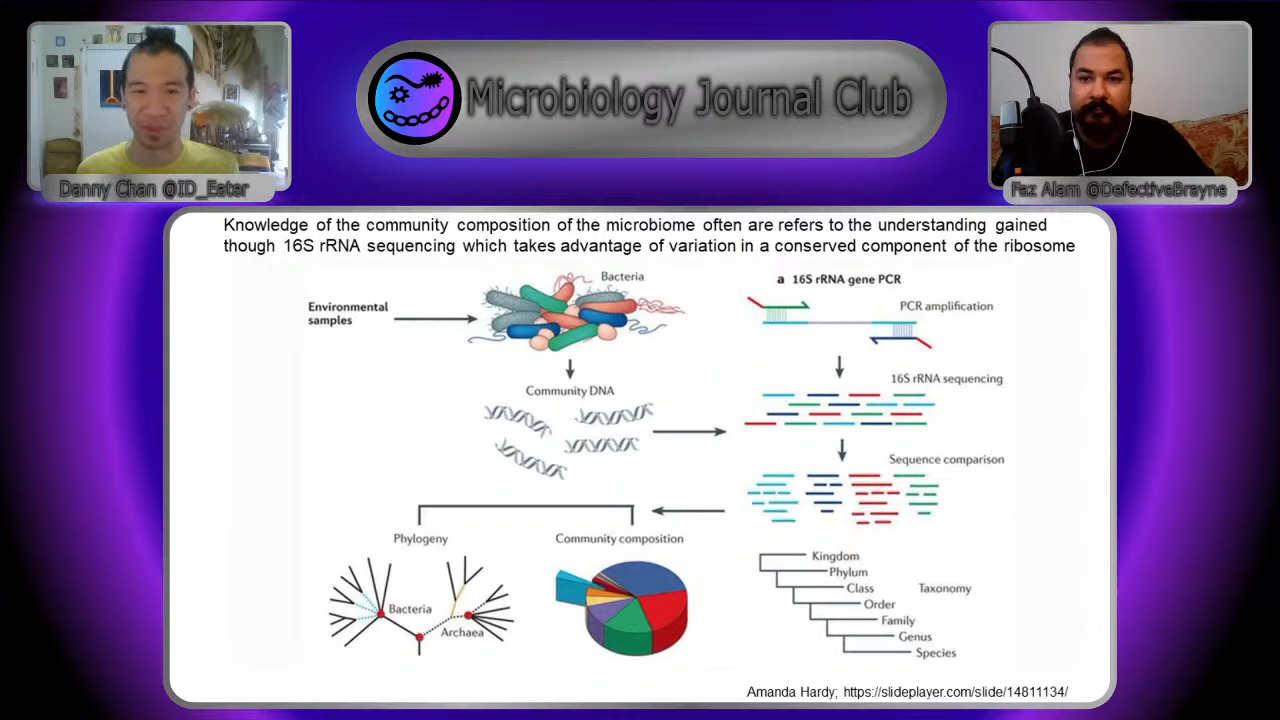 Microbiology Journal Club
Danny Chan @ID_Eater
Faz Alam @DefectiveBrayne
Knowledge of the community composition of the microbiome often are refers to the understanding gained
though 16S rRNA sequencing which takes advantage of variation in a conserved component of the ribosome
Environmental
samples
Bacteria
Community DNA
a 16S rRNA gene PCR
PCR amplification
16S rRNA sequencing
Sequence comparison
Phylogeny
Community composition
Bacteria
Archaea
Kingdom
Phylum
Class
Taxonomy
Order
Family
Genus
Species
Amanda Hardy; https://slideplayer.com/slide/14811134/